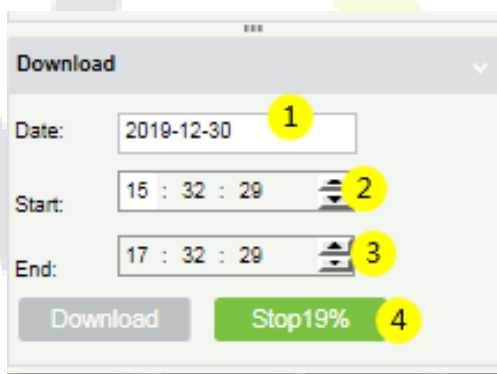 Download
Date: 2019-12-30 1
Start: 15 : 32 : 29 2
End: 17 : 32 : 29 3
Download Stop19% 4